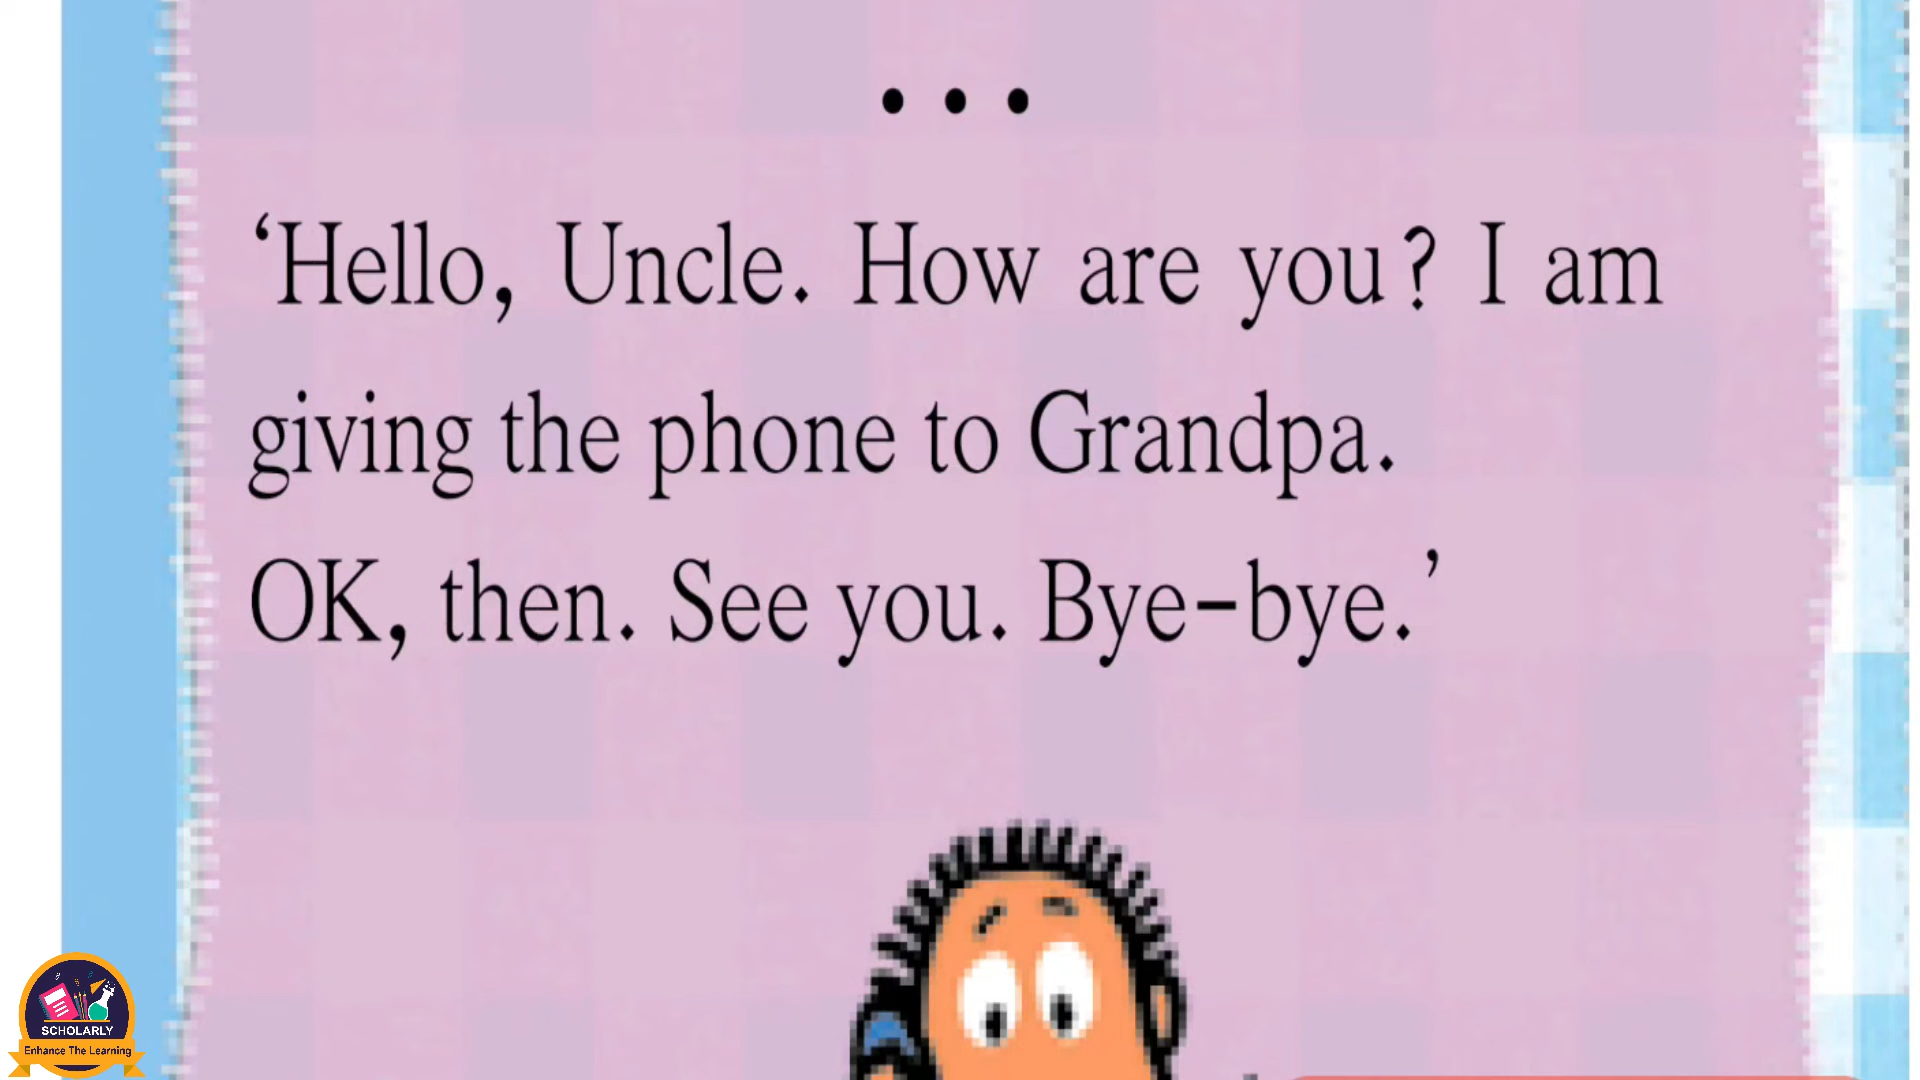 • • •
‘Hello, Uncle. How are you? I am
giving the phone to Grandpa.
OK, then. See you. Bye-bye.’
SCHOLARLY
Enhance The Learning